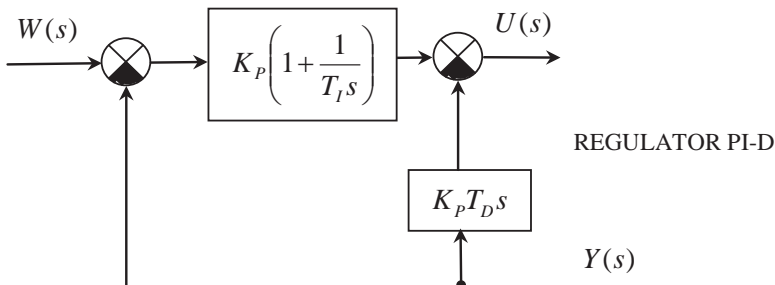 W(s)
U(s)
K_P(1+1/(T_I s))
REGULATOR PI-D
K_P T_D s
Y(s)